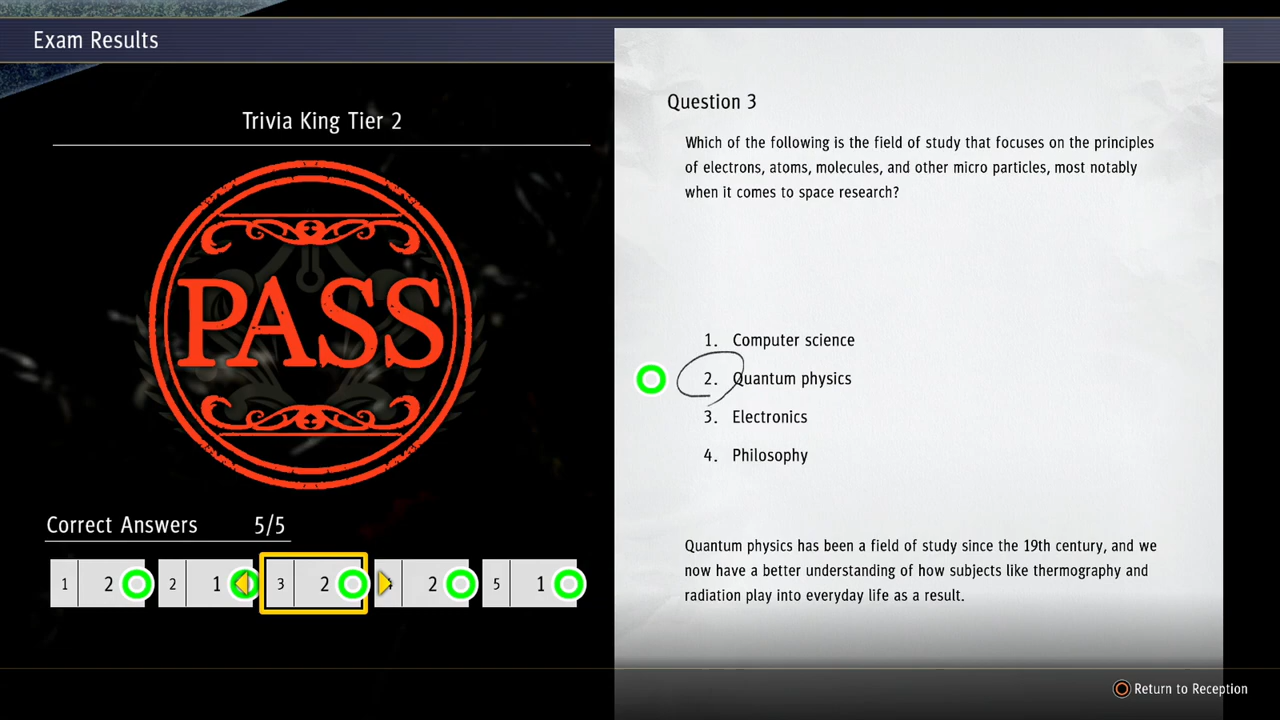 Exam Results
Trivia King Tier 2
PASS
Correct Answers 5/5
1 2
2 1
3 2
2
5 1
Question 3
Which of the following is the field of study that focuses on the principles
of electrons, atoms, molecules, and other micro particles, most notably
when it comes to space research?
1. Computer science
2. Quantum physics
3. Electronics
4. Philosophy
Quantum physics has been a field of study since the 19th century, and we
now have a better understanding of how subjects like thermography and
radiation play into everyday life as a result.
Return to Reception